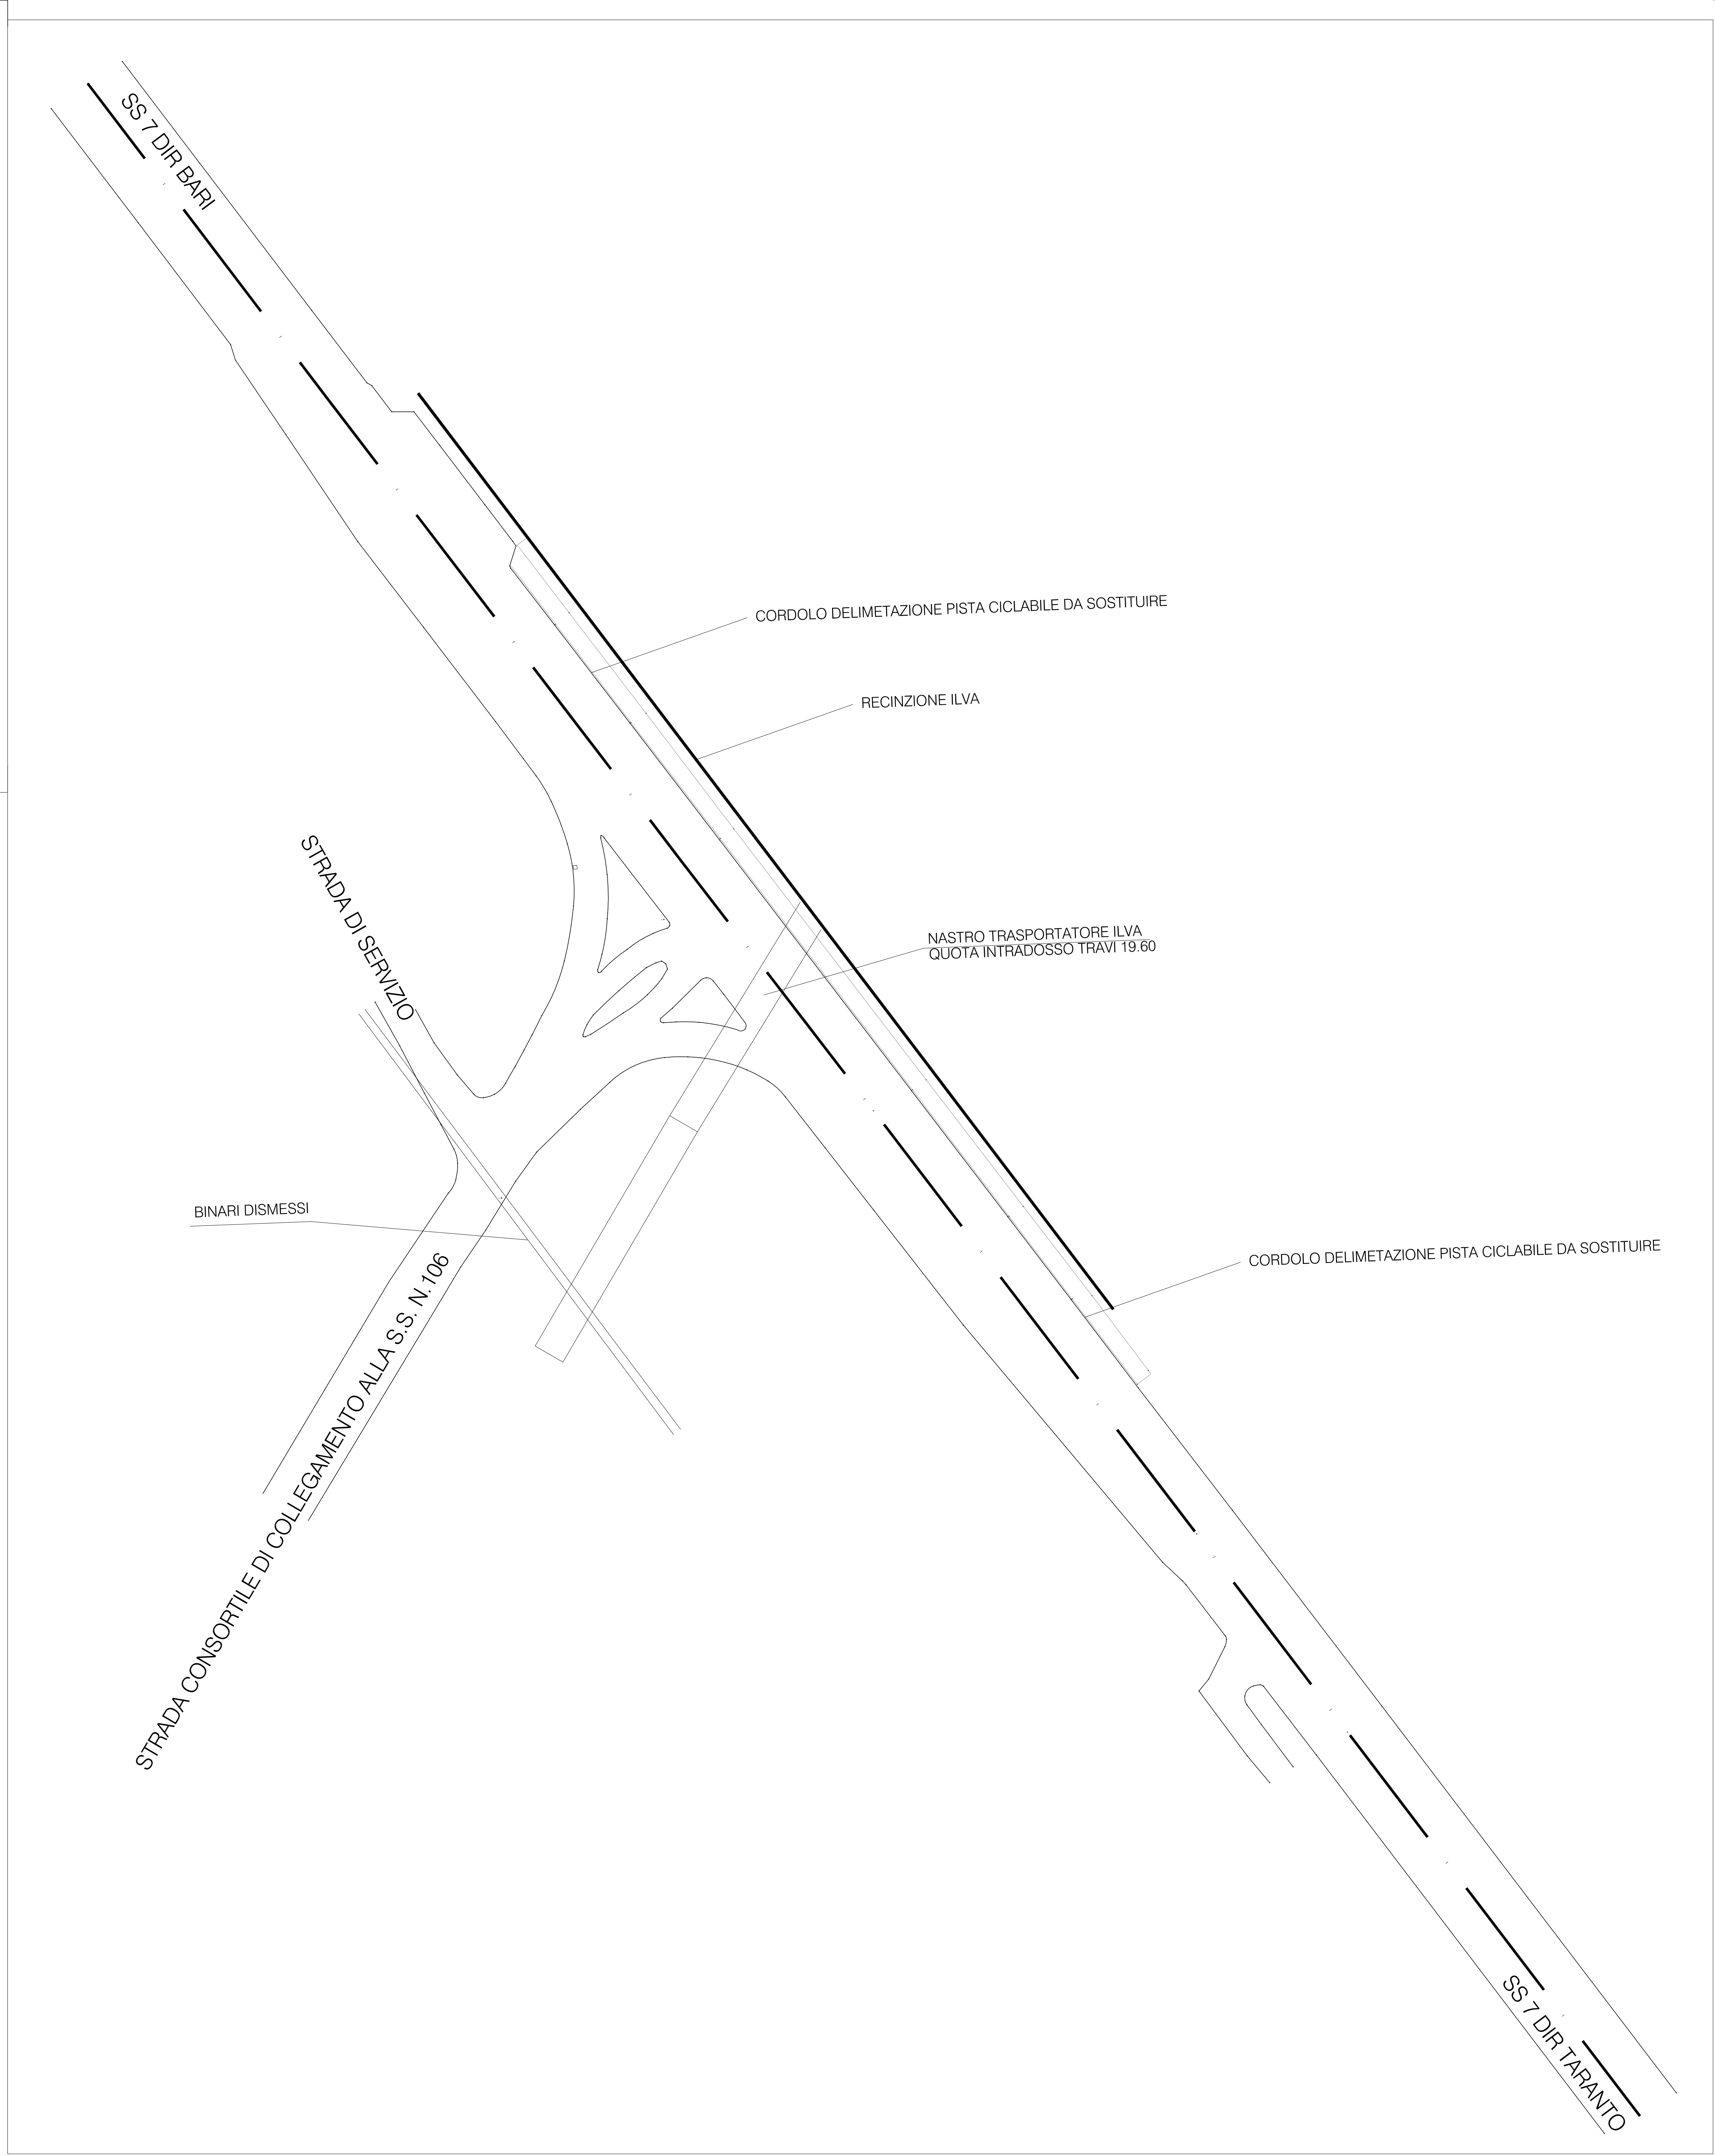 SS 7 DIR BARI
CORDOLO DELIMETAZIONE PISTA CICLABILE DA SOSTITUIRE
RECINZIONE ILVA
STRADA DI SERVIZIO
NASTRO TRASPORTATORE ILVA
QUOTA INTRADOSSO TRAVI 19.60
BINARI DISMESSI
CORDOLO DELIMETAZIONE PISTA CICLABILE DA SOSTITUIRE
STRADA CONSORTILE DI COLLEGAMENTO ALLA S.S. N.106
SS 7 DIR TARANTO